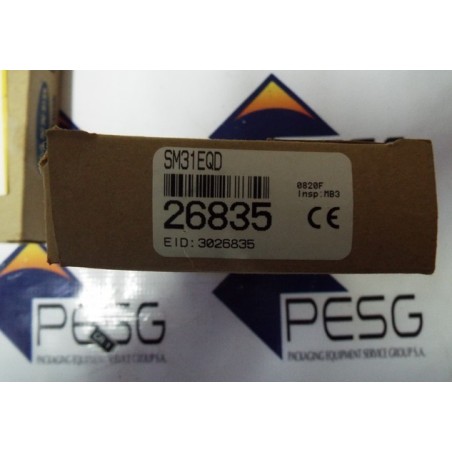 SM31EQD
0820F
Insp:MB3
26835
CE
EID: 3026835
PESG
PACKAGING EQUIPMENT SERVICE GROUP S.A.
PESG
PACKAGING EQUIPMENT SERVICE GROUP S.A.